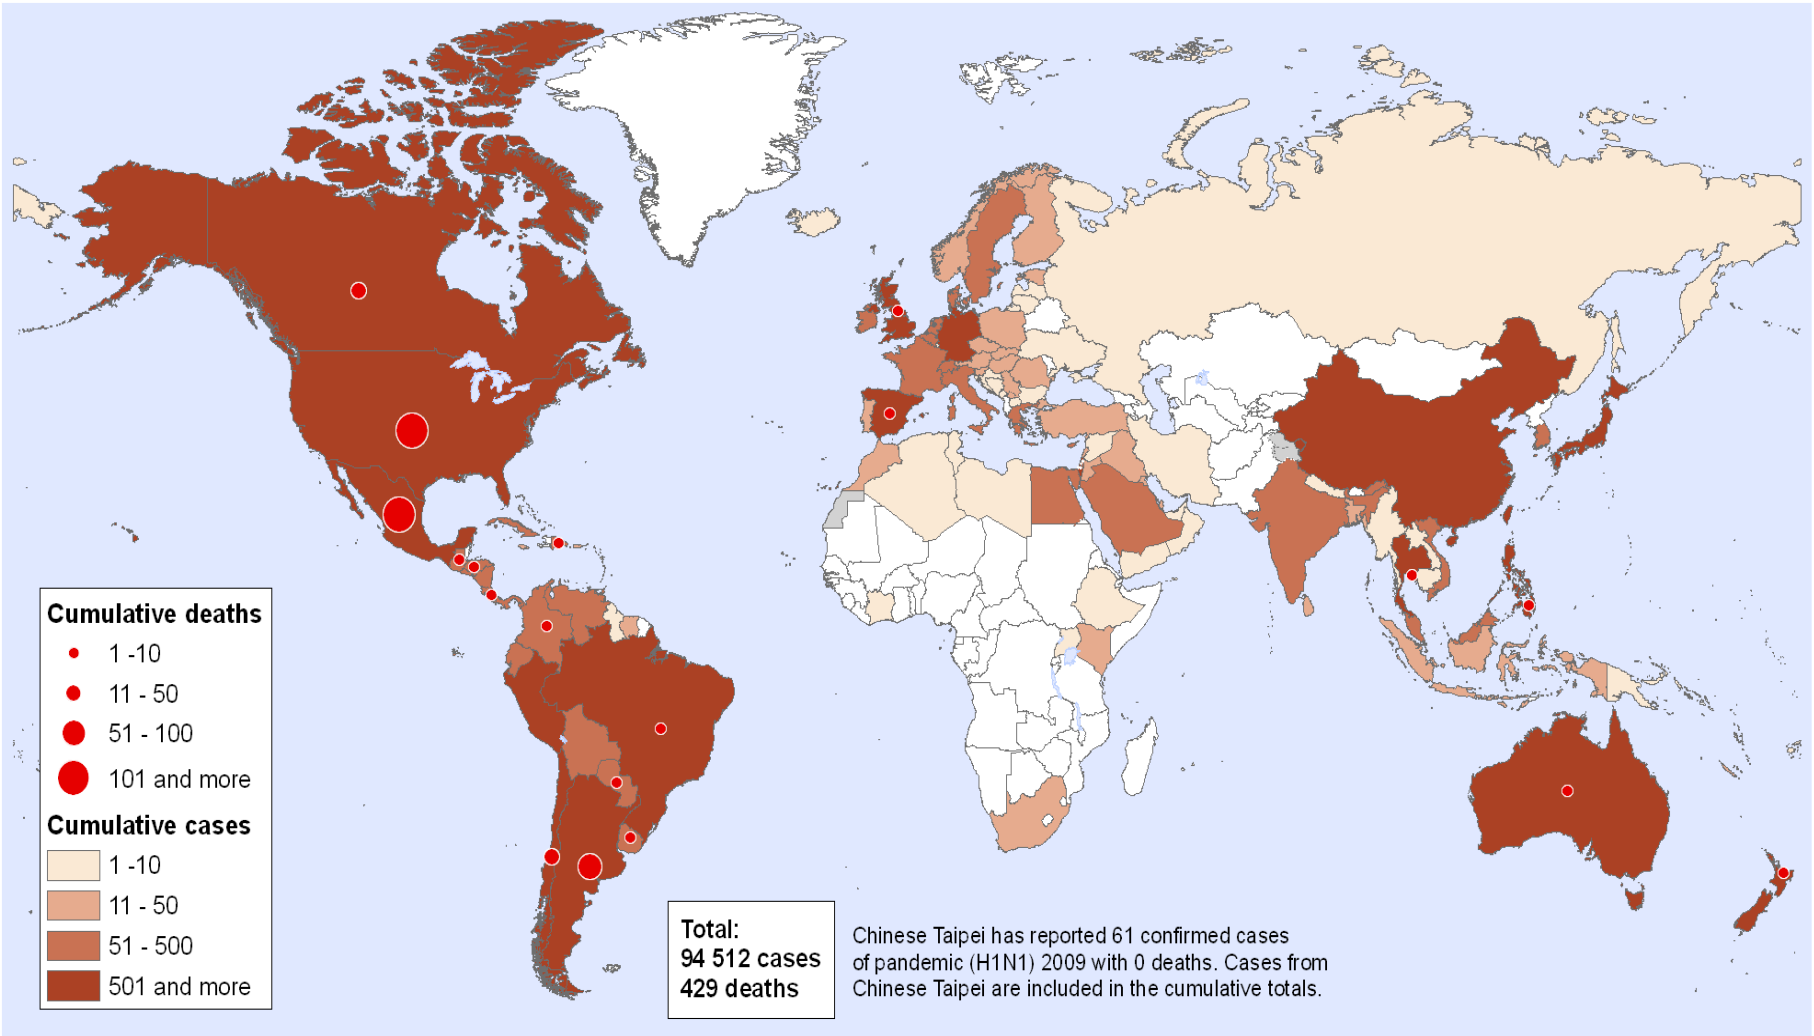 Cumulative deaths
1 -10
11 - 50
51 - 100
101 and more
Cumulative cases
1 -10
11 - 50
51 - 500
501 and more
Total:
94 512 cases
429 deaths
Chinese Taipei has reported 61 confirmed cases
of pandemic (H1N1) 2009 with 0 deaths. Cases from
Chinese Taipei are included in the cumulative totals.